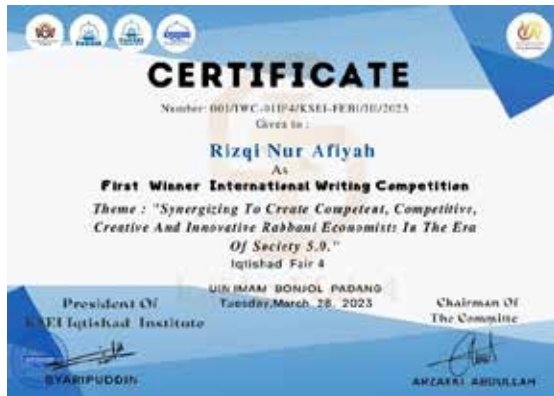 CERTIFICATE
Number: 001/IWC-01IF4/KSEI-FEBI/III/2023
Given to :
Rizqi Nur Afiyah
As
First Winner International Writing Competition
Theme : "Synergizing To Create Competent, Competitive,
Creative And Innovative Rabbani Economists In The Era
Of Society 5.0."
Iqtishad Fair 4
UIN IMAM BONJOL PADANG
Tuesday, March, 28, 2023
President Of
KSEI Iqtishad Institute
SYARIPUDDIN
Chairman Of
The Committe
ABDULLAH